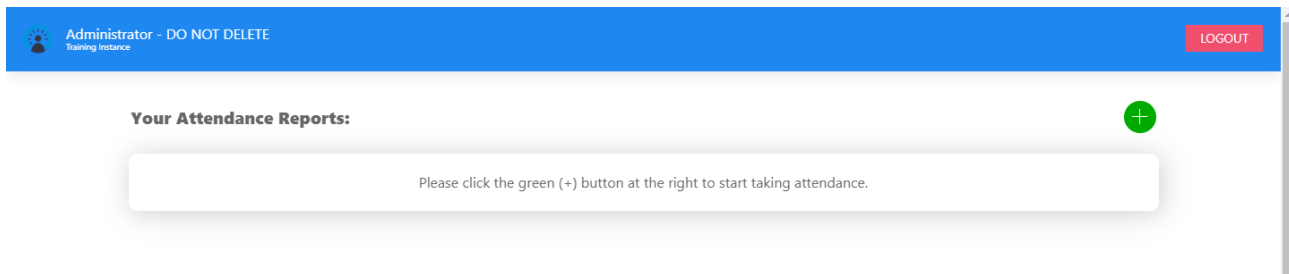 Administrator - DO NOT DELETE
Training Instance
LOGOUT
Your Attendance Reports:
Please click the green (+) button at the right to start taking attendance.